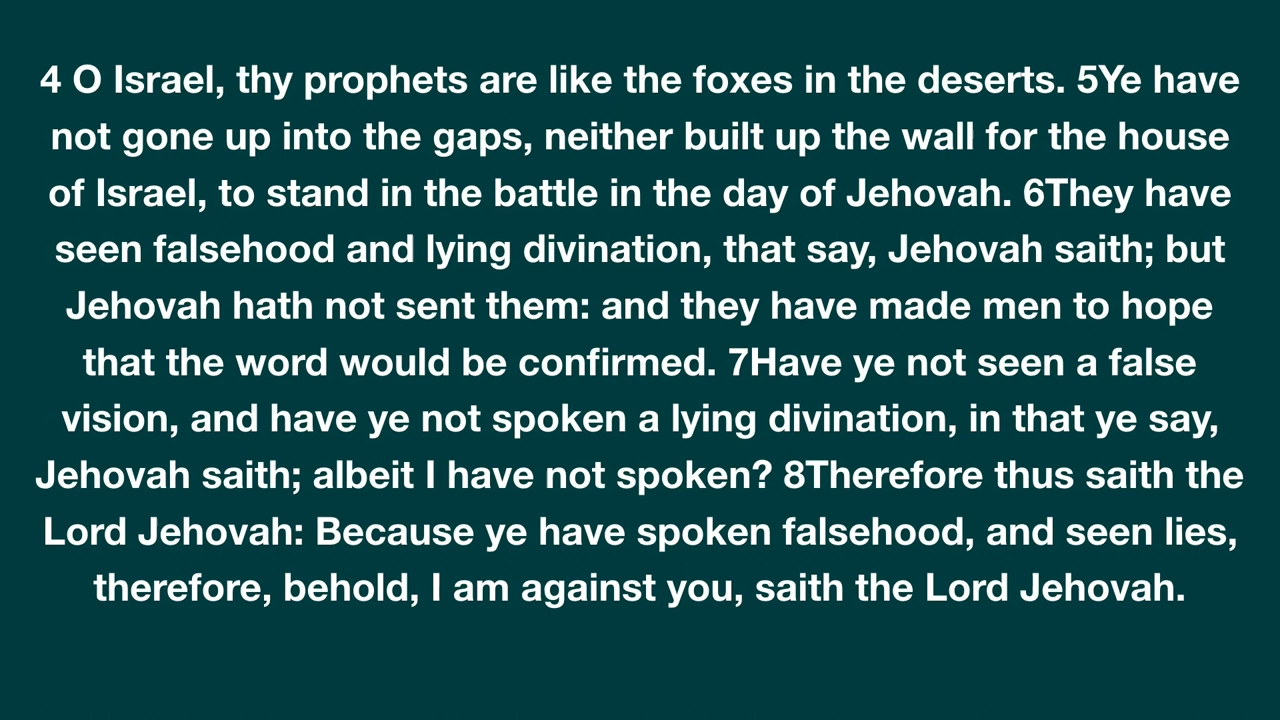 4 O Israel, thy prophets are like the foxes in the deserts. 5Ye have
not gone up into the gaps, neither built up the wall for the house
of Israel, to stand in the battle in the day of Jehovah. 6They have
seen falsehood and lying divination, that say, Jehovah saith; but
Jehovah hath not sent them: and they have made men to hope
that the word would be confirmed. 7Have ye not seen a false
vision, and have ye not spoken a lying divination, in that ye say,
Jehovah saith; albeit I have not spoken? 8Therefore thus saith the
Lord Jehovah: Because ye have spoken falsehood, and seen lies,
therefore, behold, I am against you, saith the Lord Jehovah.